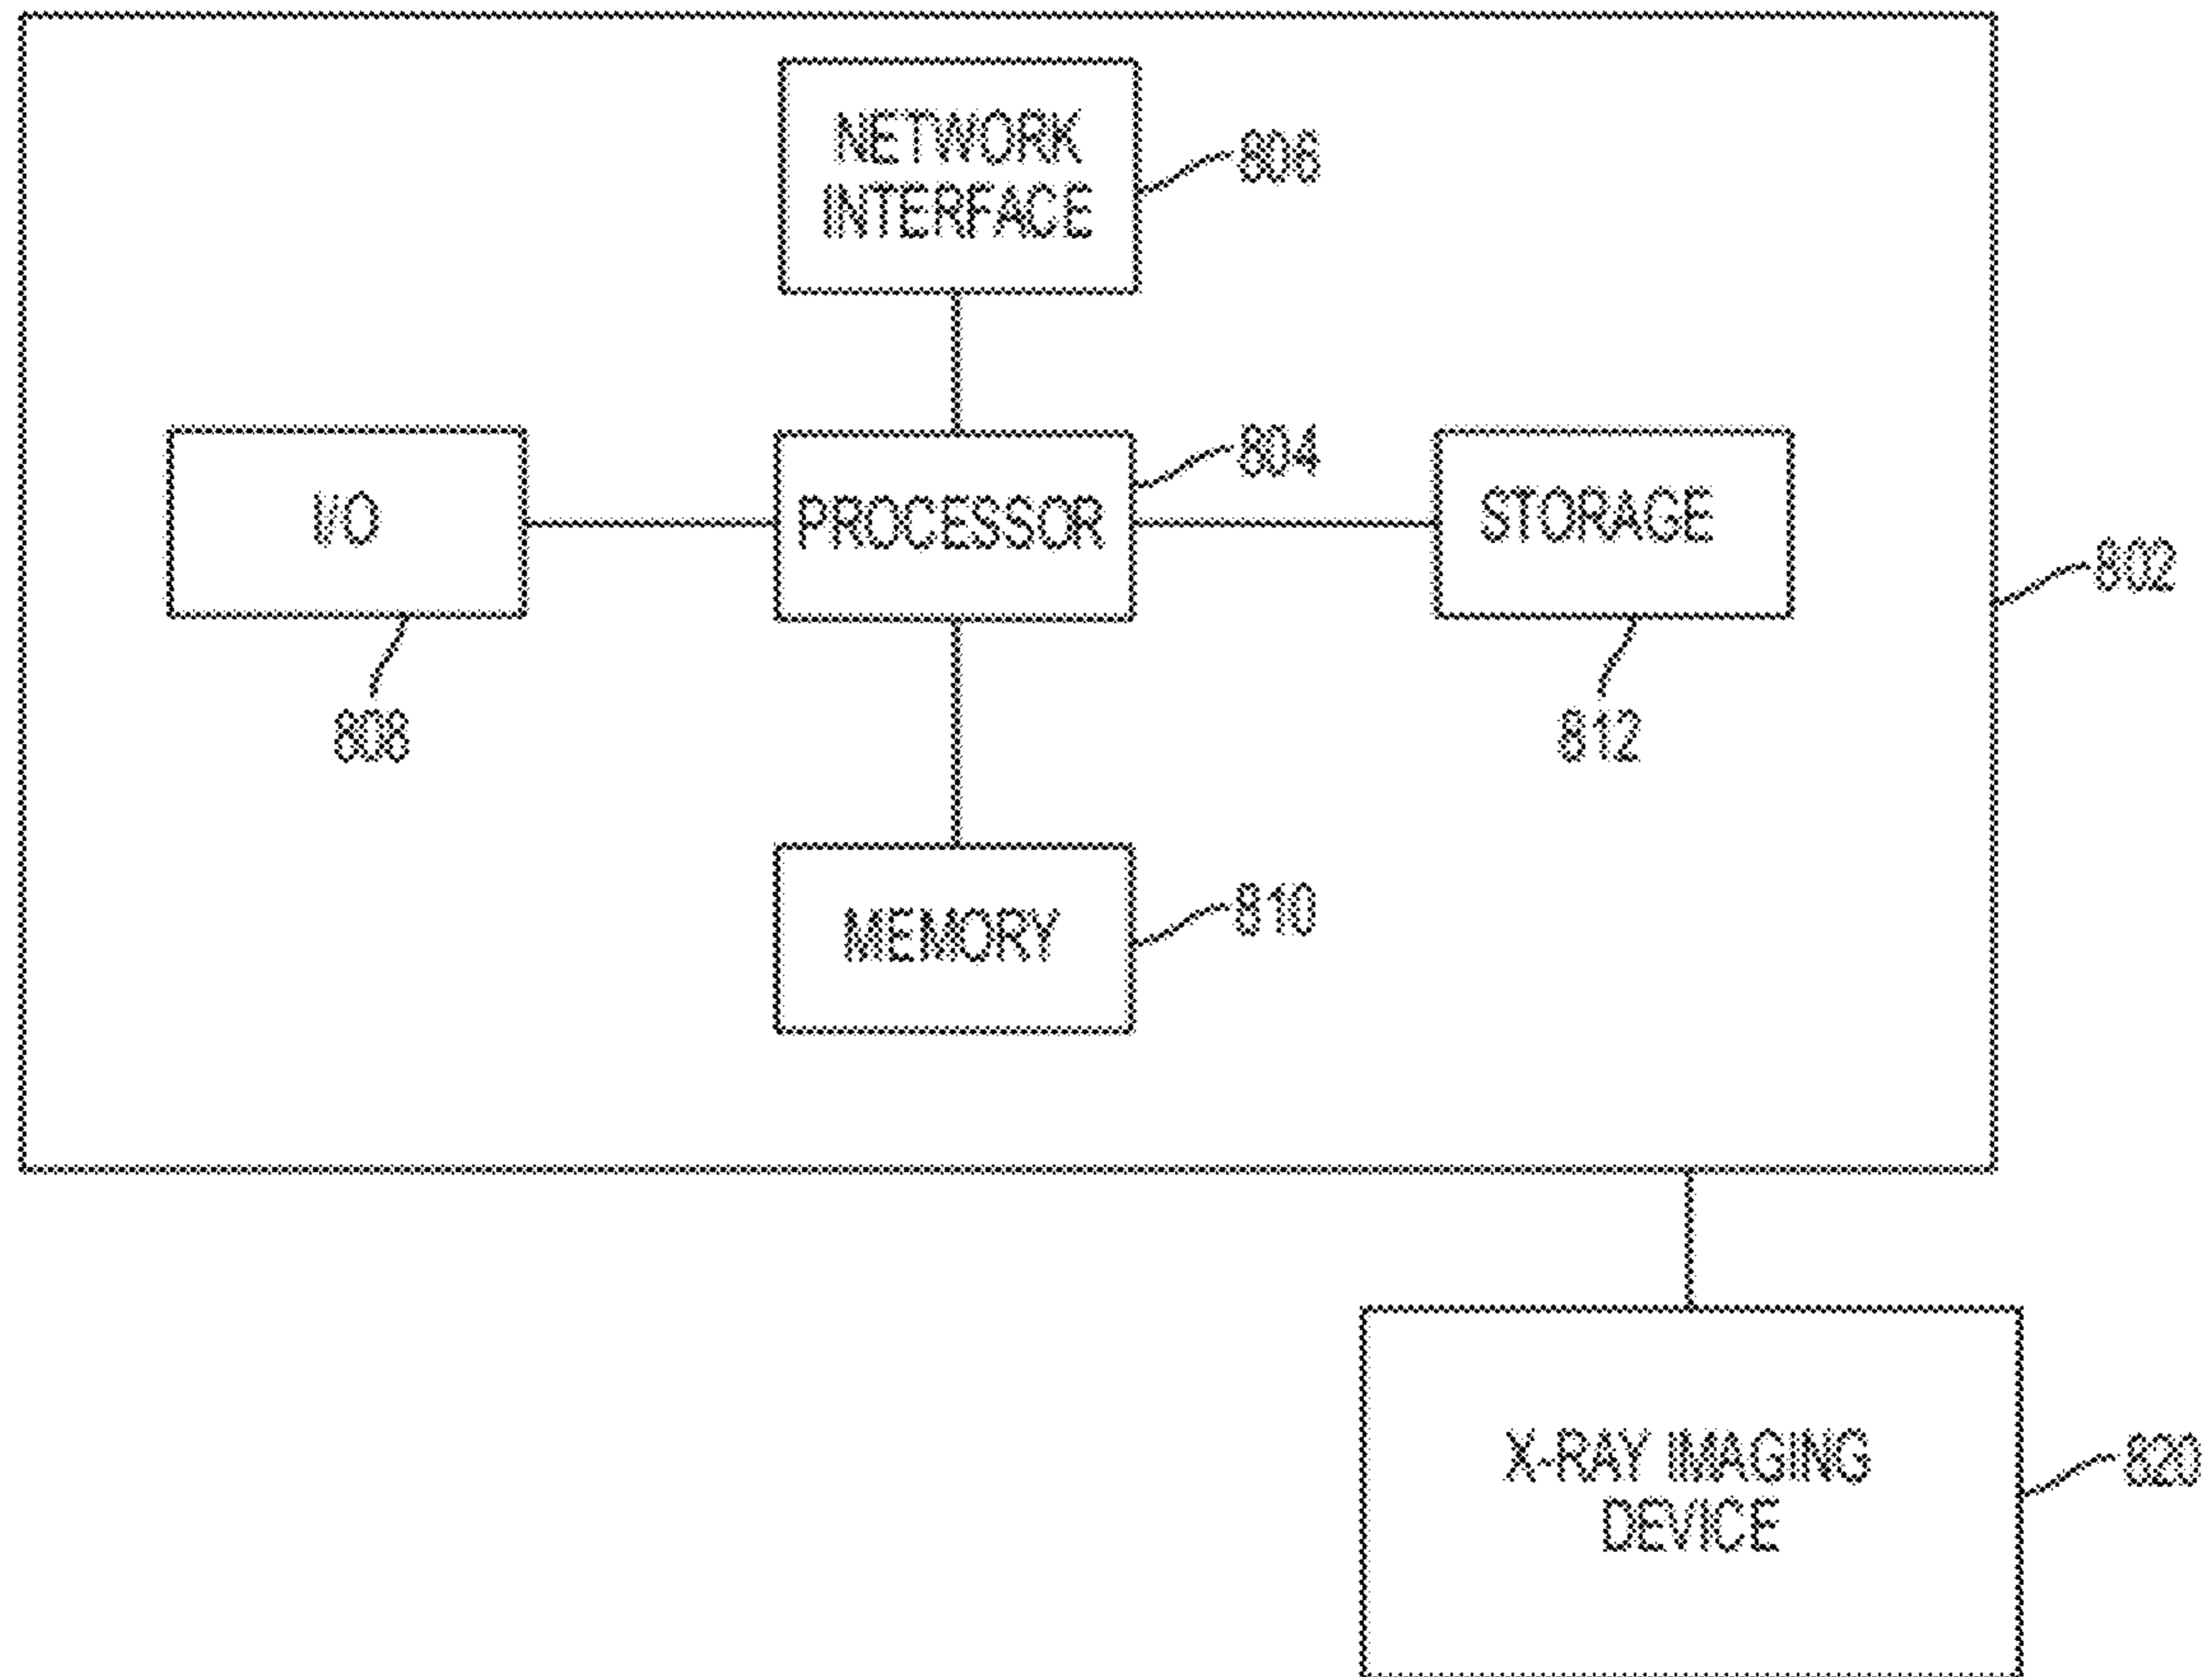 NETWORK
INTERFACE
806
I/O
808
PROCESSOR
804
STORAGE
812
802
MEMORY
810
X-RAY IMAGING
DEVICE
820